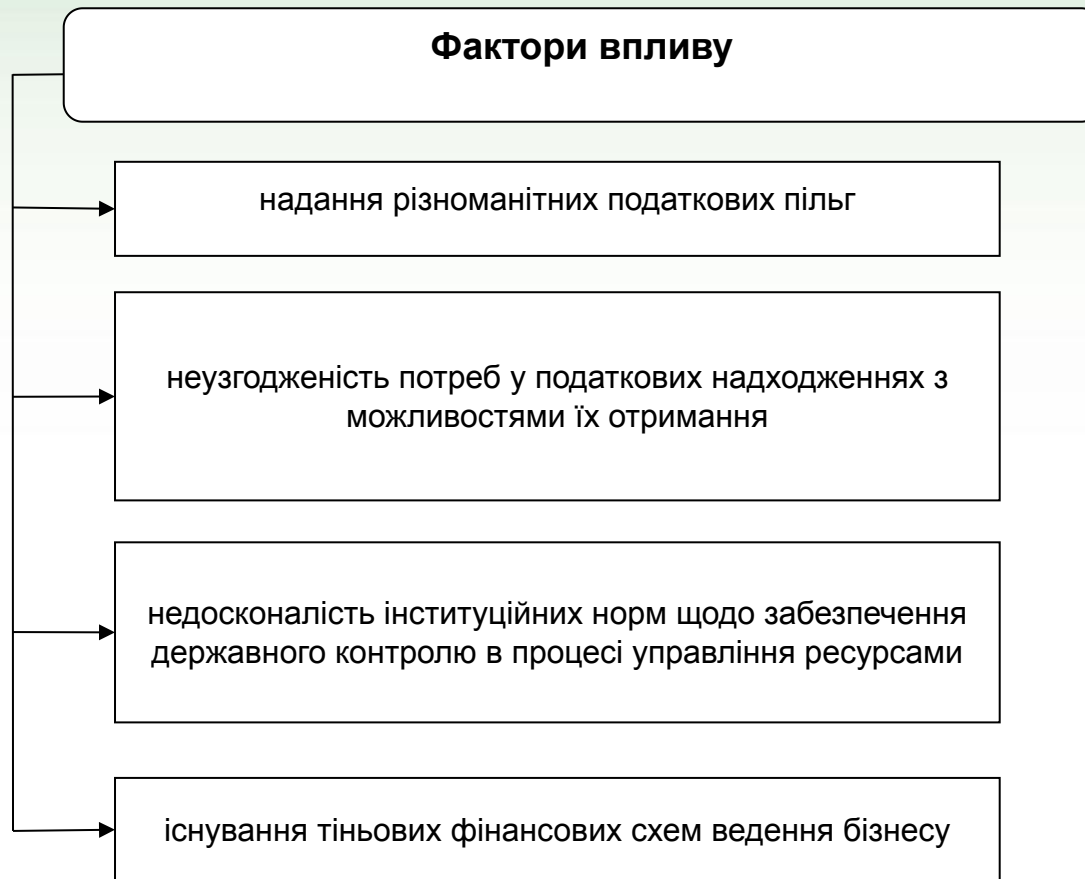 Фактори впливу
надання різноманітних податкових пільг
неузгодженість потреб у податкових надходженнях з
можливостями їх отримання
недосконалість інституційних норм щодо забезпечення
державного контролю в процесі управління ресурсами
існування тіньових фінансових схем ведення бізнесу